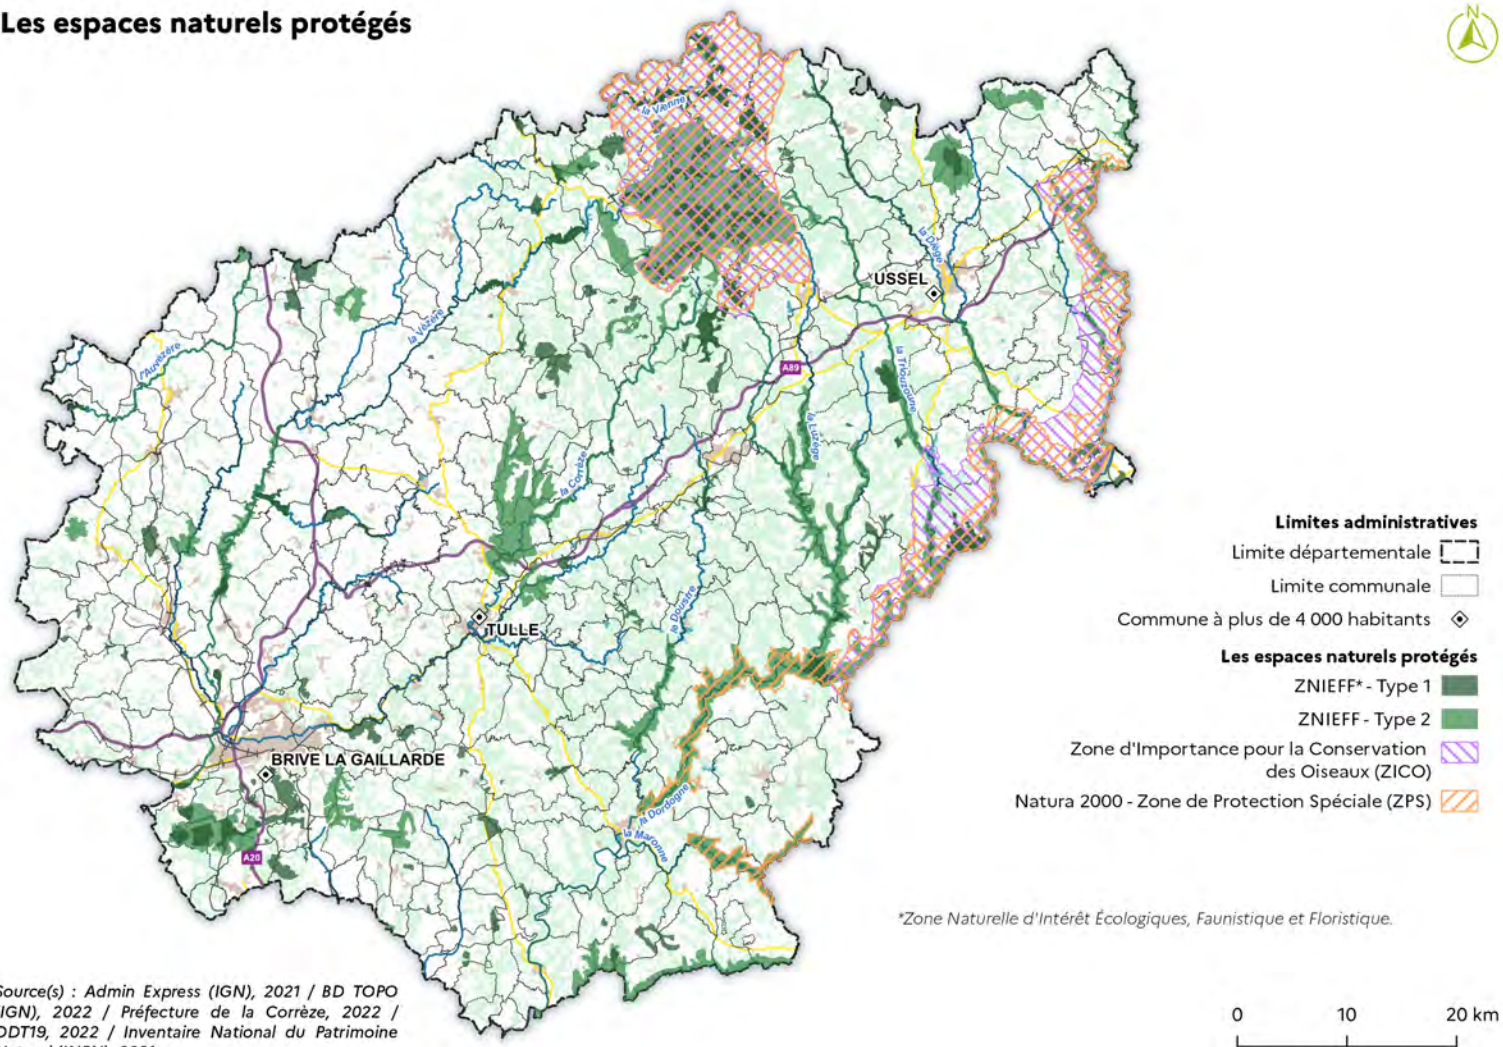 Les espaces naturels protégés
N
la Vienne
la Diège
USSEL
la Vézère
l'Auvézère
A89
la Triouzoune
la Luzège
la Corrèze
le Doustre
TULLE
BRIVE LA GAILLARDE
la Dordogne
la Maronne
A20
Limites administratives
Limite départementale
Limite communale
Commune à plus de 4 000 habitants
Les espaces naturels protégés
ZNIEFF* - Type 1
ZNIEFF - Type 2
Zone d'Importance pour la Conservation
des Oiseaux (ZICO)
Natura 2000 - Zone de Protection Spéciale (ZPS)
*Zone Naturelle d'Intérêt Écologiques, Faunistique et Floristique.
Source(s) : Admin Express (IGN), 2021 / BD TOPO
(IGN), 2022 / Préfecture de la Corrèze, 2022 /
DDT19, 2022 / Inventaire National du Patrimoine
0 10 20 km